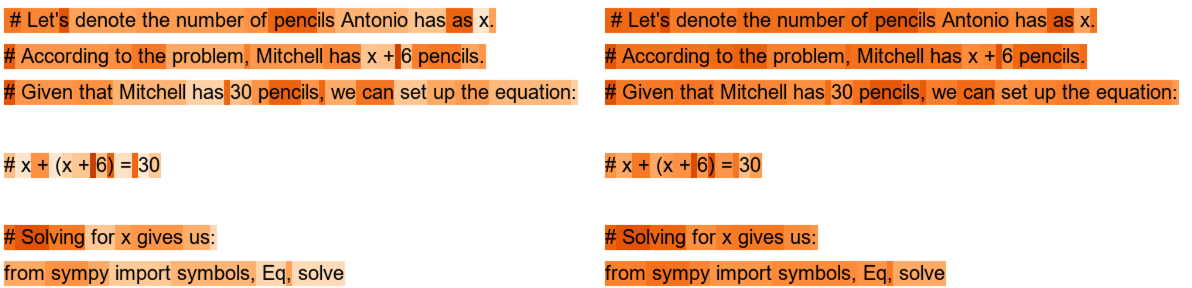 # Let's denote the number of pencils Antonio has as x.
# According to the problem, Mitchell has x + 6 pencils.
# Given that Mitchell has 30 pencils, we can set up the equation:
# x + (x + 6) = 30
# Solving for x gives us:
from sympy import symbols, Eq, solve
# Let's denote the number of pencils Antonio has as x.
# According to the problem, Mitchell has x + 6 pencils.
# Given that Mitchell has 30 pencils, we can set up the equation:
# x + (x + 6) = 30
# Solving for x gives us:
from sympy import symbols, Eq, solve